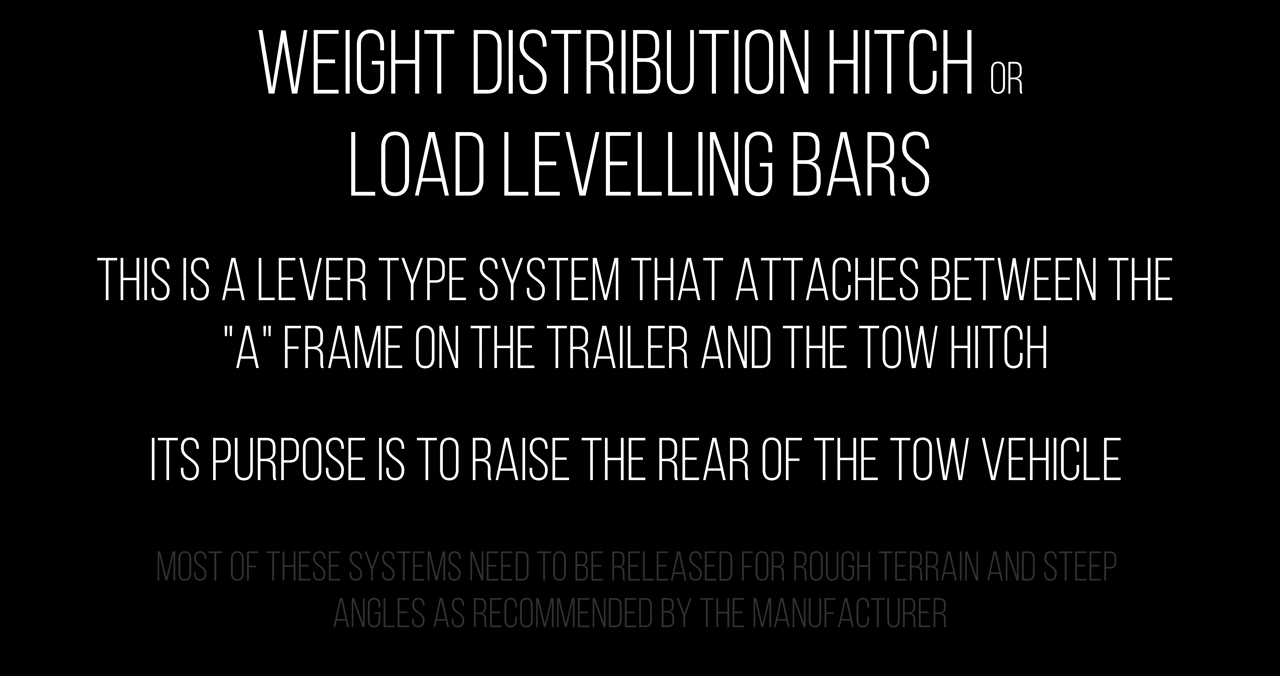 WEIGHT DISTRIBUTION HITCH OR
LOAD LEVELLING BARS
THIS IS A LEVER TYPE SYSTEM THAT ATTACHES BETWEEN THE
"A" FRAME ON THE TRAILER AND THE TOW HITCH
ITS PURPOSE IS TO RAISE THE REAR OF THE TOW VEHICLE
MOST OF THESE SYSTEMS NEED TO BE RELEASED FOR ROUGH TERRAIN AND STEEP
ANGLES AS RECOMMENDED BY THE MANUFACTURER